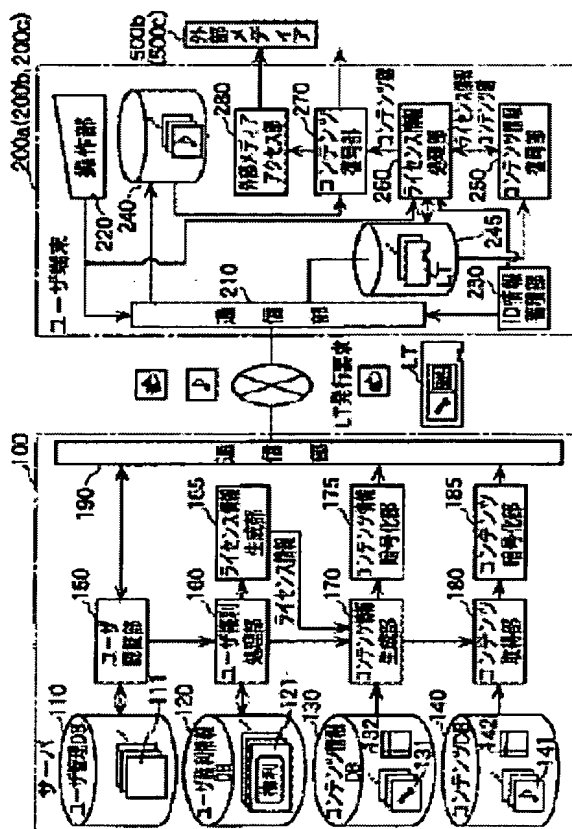 サーバ
100
110
ユーザ管理DB
111
150
ユーザ
認証部
190
通信部
120
ユーザ権利情報
DB
権利
121
160
ユーザ権利
処理部
165
ライセンス情報
生成部
ライセンス情報
130
コンテンツ情報
DB
131
132
170
コンテンツ情報
生成部
175
コンテンツ情報
暗号化部
140
コンテンツDB
141
142
180
コンテンツ
取得部
185
コンテンツ
暗号化部
LT発行要求
LT
ユーザ端末
200a(200b, 200c)
操作部
220
210
通信部
240
245
LT
230
ID情報
蓄積部
280
外部メディア
アクセス部
270
コンテンツ
復号部
コンテンツ鍵
260
ライセンス情報
処理部
ライセンス情報
コンテンツ鍵
250
コンテンツ情報
復号部
500b
(500c)
外部メディア